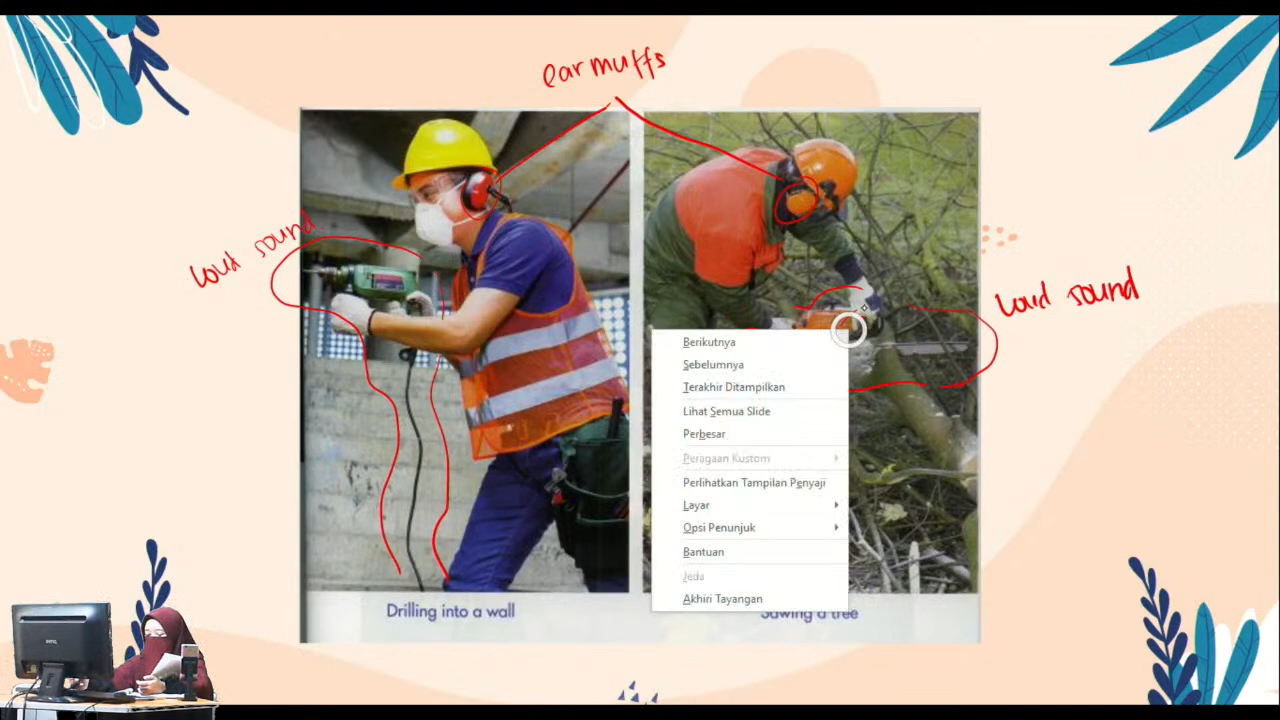 ear muffs
loud sound
loud sound
Berikutnya
Sebelumnya
Terakhir Ditampilkan
Lihat Semua Slide
Perbesar
Peragaan Kustom
Perlihatkan Tampilan Penyaji
Layar
Opsi Penunjuk
Bantuan
Jeda
Akhiri Tayangan
Drilling into a wall
Sawing a tree
BENQ